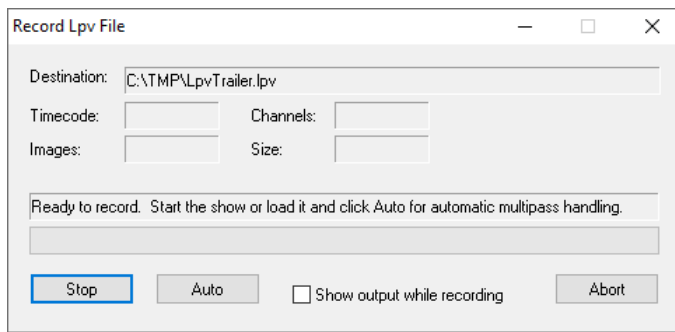 Record Lpv File
Destination: C:\TMP\LpvTrailer.lpv
Timecode: Channels:
Images: Size:
Ready to record. Start the show or load it and click Auto for automatic multipass handling.
Stop Auto Show output while recording Abort